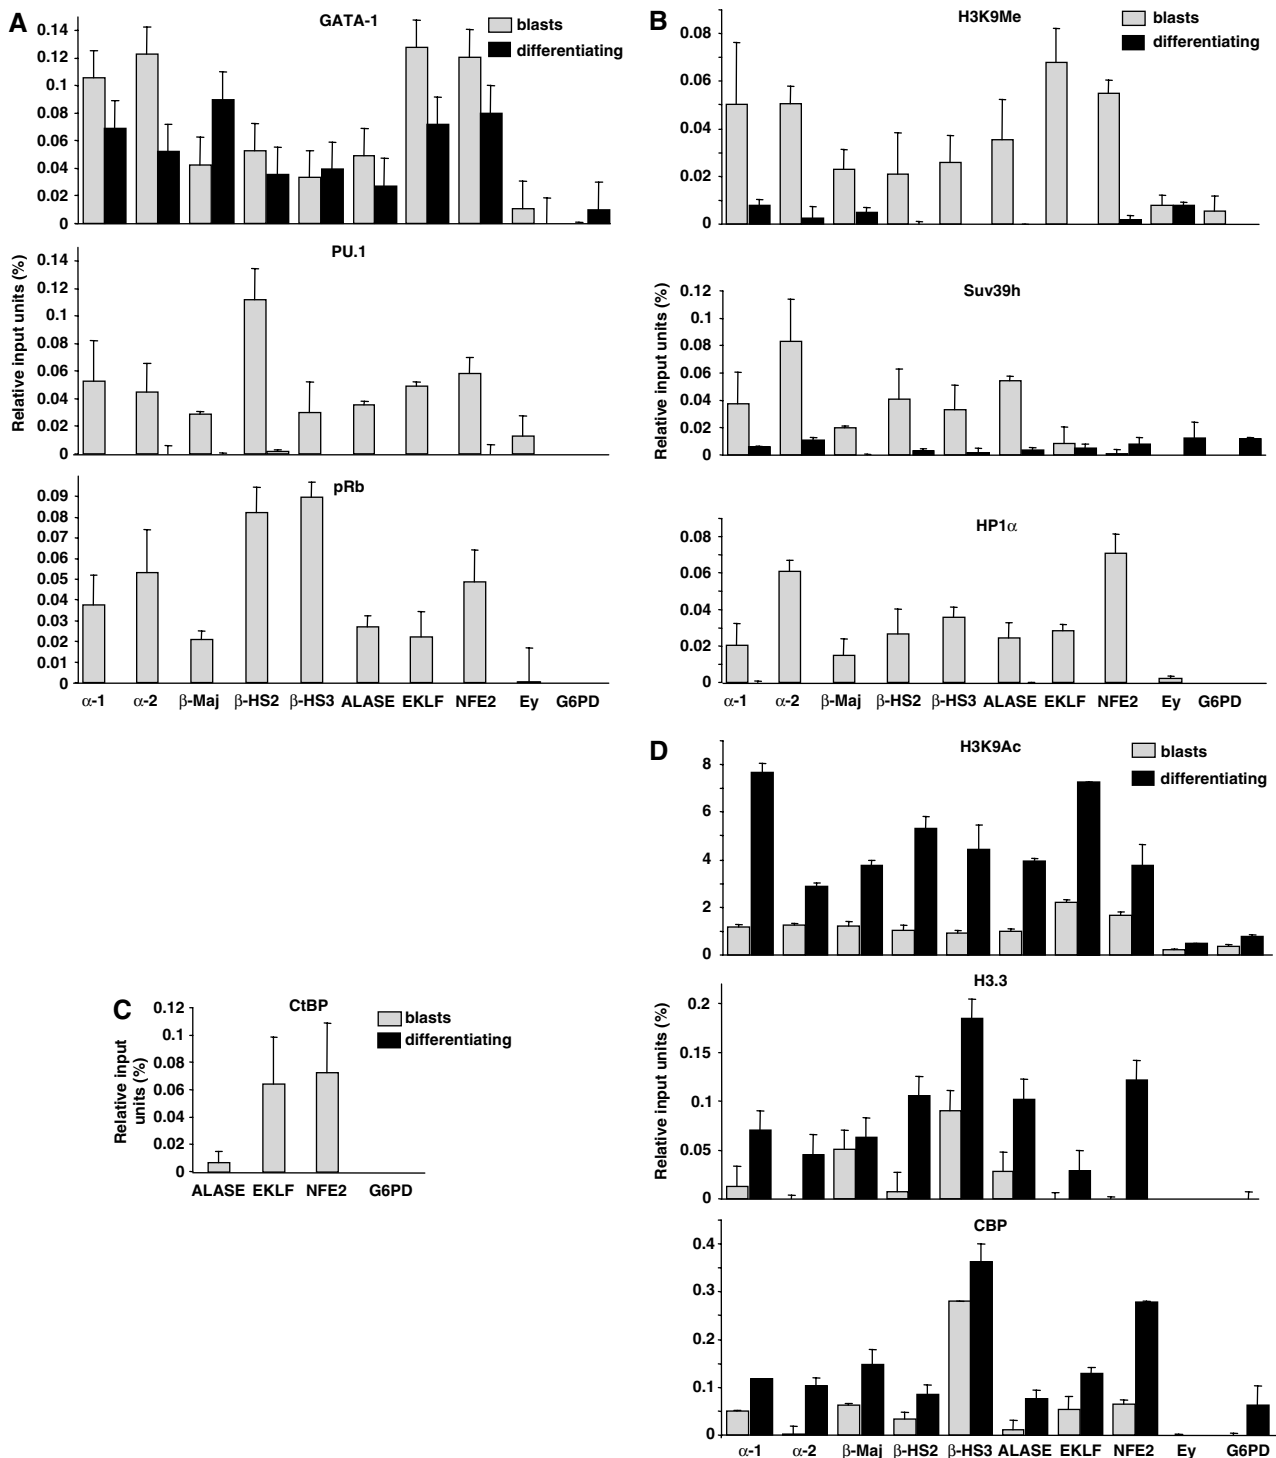 A
GATA-1
blasts
differentiating
0.14
0.12
0.1
0.08
0.06
0.04
0.02
0
PU.1
Relative input units (%)
0.14
0.12
0.1
0.08
0.06
0.04
0.02
0
pRb
0.09
0.08
0.07
0.06
0.05
0.04
0.03
0.02
0.01
0
α-1 α-2 β-Maj β-HS2 β-HS3 ALASE EKLF NFE2 Ey G6PD
B
H3K9Me
blasts
differentiating
0.08
0.06
0.04
0.02
0
Suv39h
Relative input units (%)
0.12
0.1
0.08
0.06
0.04
0.02
0
HP1α
0.08
0.06
0.04
0.02
0
α-1 α-2 β-Maj β-HS2 β-HS3 ALASE EKLF NFE2 Ey G6PD
C
CtBP
blasts
differentiating
Relative input
units (%)
0.12
0.1
0.08
0.06
0.04
0.02
0
ALASE EKLF NFE2 G6PD
D
H3K9Ac
blasts
differentiating
8
6
4
2
0
H3.3
Relative input units (%)
0.2
0.15
0.1
0.05
0
CBP
0.4
0.3
0.2
0.1
0
α-1 α-2 β-Maj β-HS2 β-HS3 ALASE EKLF NFE2 Ey G6PD